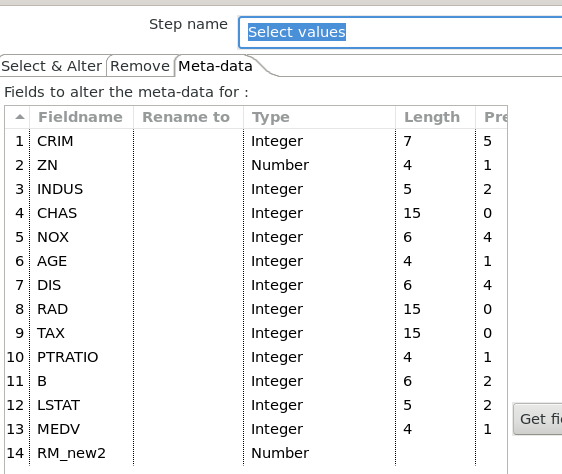 Step name Select values
Select & Alter Remove Meta-data
Fields to alter the meta-data for :
Fieldname Rename to Type Length Pre
1 CRIM Integer 7 5
2 ZN Number 4 1
3 INDUS Integer 5 2
4 CHAS Integer 15 0
5 NOX Integer 6 4
6 AGE Integer 4 1
7 DIS Integer 6 4
8 RAD Integer 15 0
9 TAX Integer 15 0
10 PTRATIO Integer 4 1
11 B Integer 6 2
12 LSTAT Integer 5 2
13 MEDV Integer 4 1
14 RM_new2 Number
Get fi